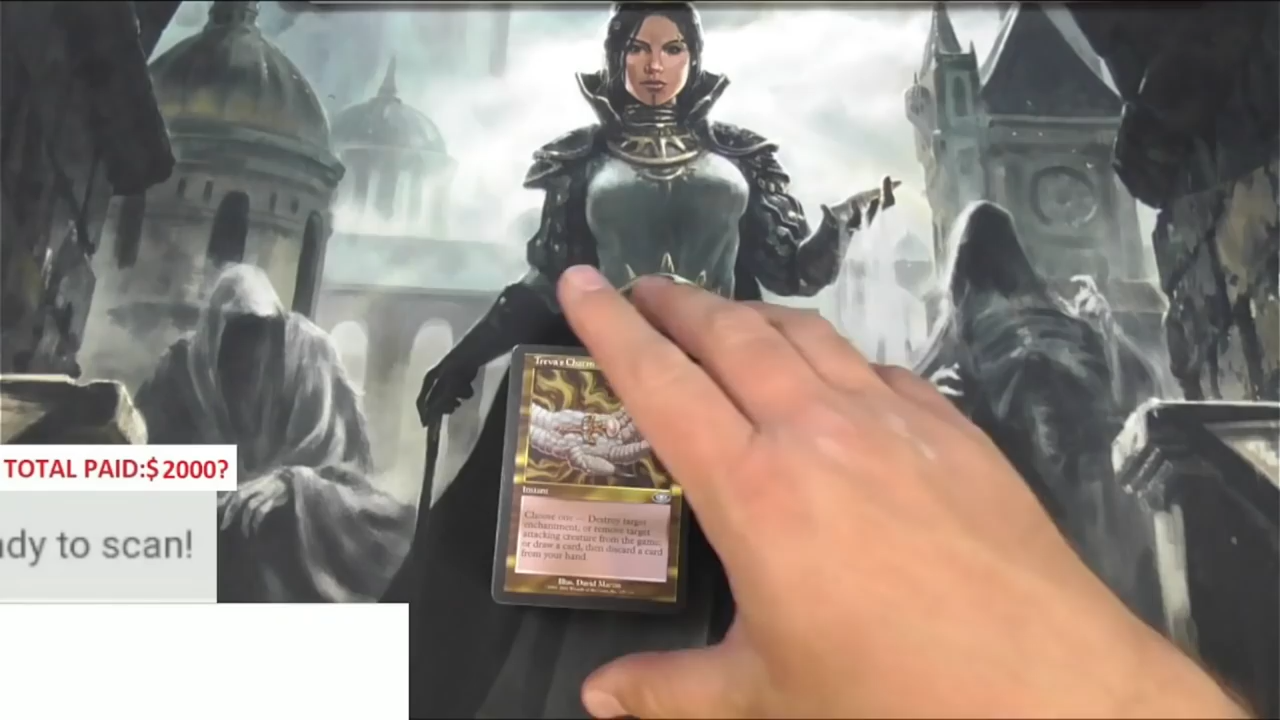 Treva's Charm
TOTAL PAID:$2000?
Instant
Choose one — Destroy target
enchantment; or remove target
attacking creature from the game;
or draw a card, then discard a card
from your hand.
ady to scan!
Illus. David Martin